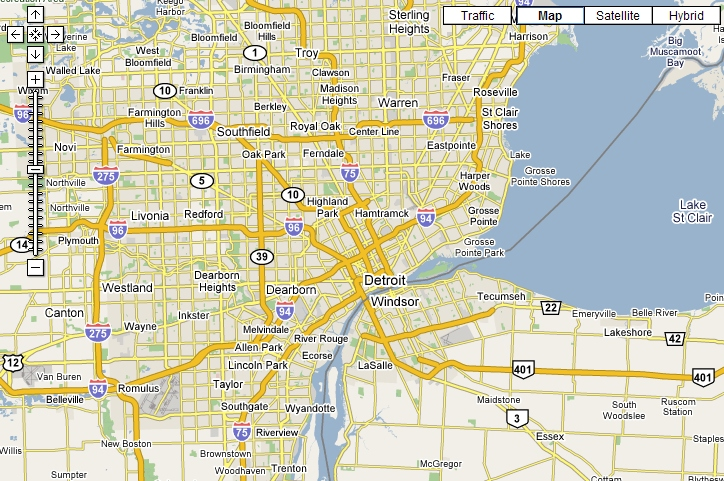 Keego
Harbor
Bloomfield
Hills
Sterling
Heights
94
Traffic
Map
Satellite
Hybrid
Bloomfield
Hills
Harrison
West
Bloomfield
1
Troy
Big
Muscamoot
Bay
Walled Lake
Birmingham
Clawson
Fraser
10
Franklin
Madison
Heights
Roseville
96
Farmington
Hills
696
Berkley
Warren
696
St Clair
Shores
Southfield
Royal Oak
Center Line
Novi
Farmington
Oak Park
Ferndale
Eastpointe
Lake
275
75
Grosse
Pointe Shores
Northville
5
10
Harper
Woods
Northville
Highland
Park
Lake
St Clair
Livonia
Redford
Hamtramck
94
Grosse
Pointe
96
96
Plymouth
14
Grosse
Pointe Park
39
Dearborn
Heights
Detroit
Westland
Dearborn
Windsor
Tecumseh
22
Canton
Inkster
94
Emeryville
Belle River
Wayne
Melvindale
Lakeshore
275
River Rouge
42
Allen Park
Ecorse
12
Lincoln Park
LaSalle
401
401
Van Buren
Romulus
Taylor
94
Belleville
Southgate
Wyandotte
Maidstone
South
Woodslee
Ruscom
Station
3
75
Riverview
Essex
Staples
New Boston
Brownstown
Willis
Woodhaven
Trenton
McGregor
Sumpter
Cottam